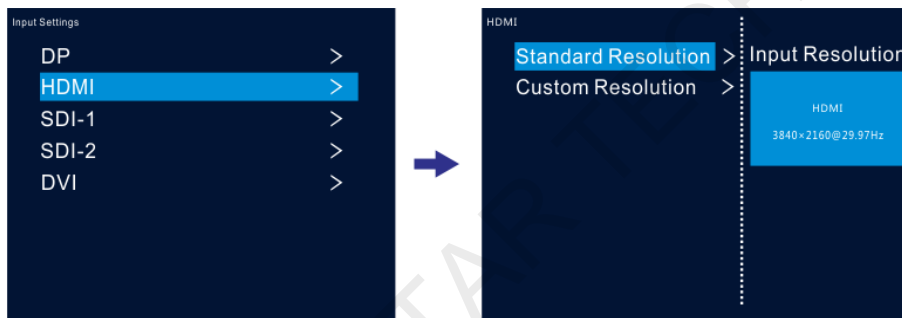 Input Settings
DP >
HDMI >
SDI-1 >
SDI-2 >
DVI >
HDMI
Standard Resolution >
Custom Resolution >
Input Resolution
HDMI
3840×2160@29.97Hz